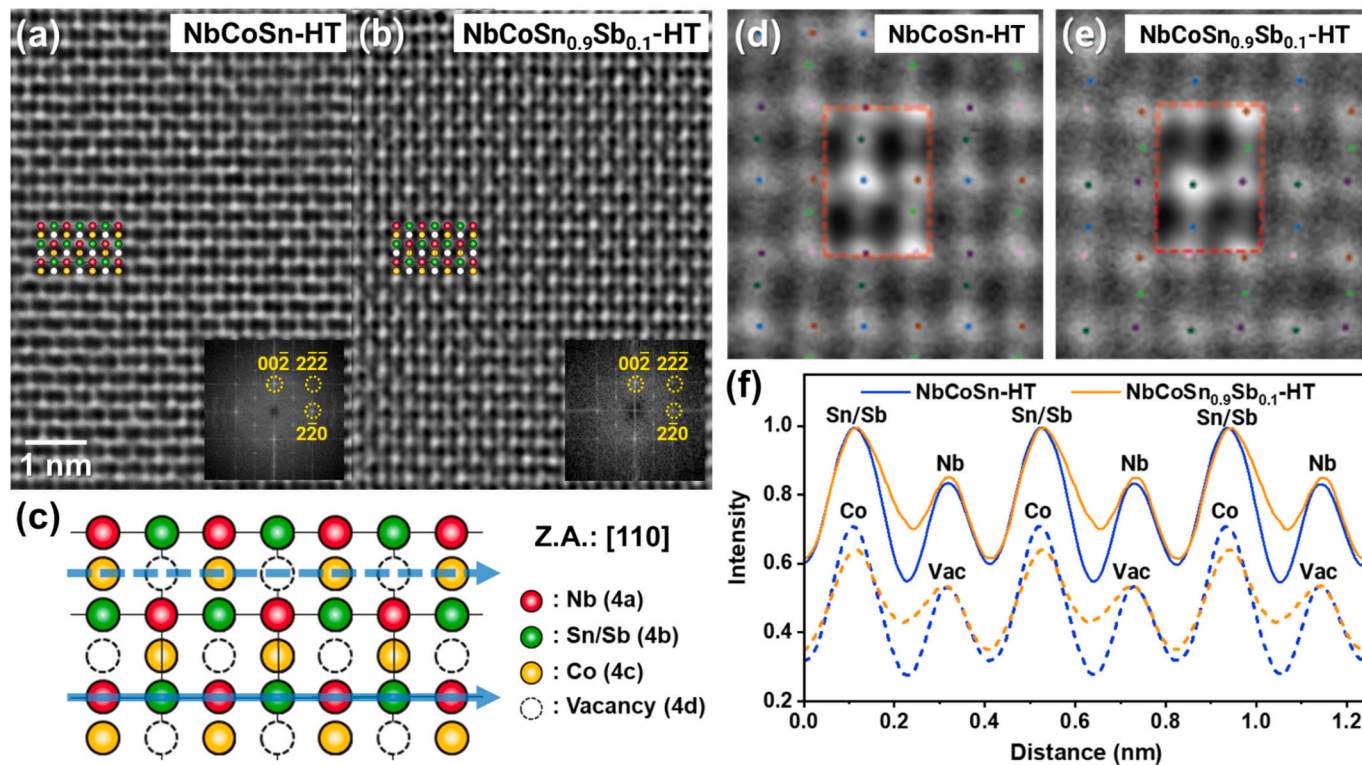 (a) NbCoSn-HT
(b) NbCoSn₀.₉Sb₀.₁-HT
002̅ 22̅2̅
22̅0
002̅ 22̅2̅
22̅0
1 nm
(c)
Z.A.: [110]
: Nb (4a)
: Sn/Sb (4b)
: Co (4c)
: Vacancy (4d)
(d) NbCoSn-HT
(e) NbCoSn₀.₉Sb₀.₁-HT
(f)
NbCoSn-HT NbCoSn₀.₉Sb₀.₁-HT
Sn/Sb Sn/Sb Sn/Sb
Nb Nb Nb
Co Co Co
Vac Vac Vac
1.0
0.8
0.6
0.4
0.2
Intensity
0.0 0.2 0.4 0.6 0.8 1.0 1.2
Distance (nm)